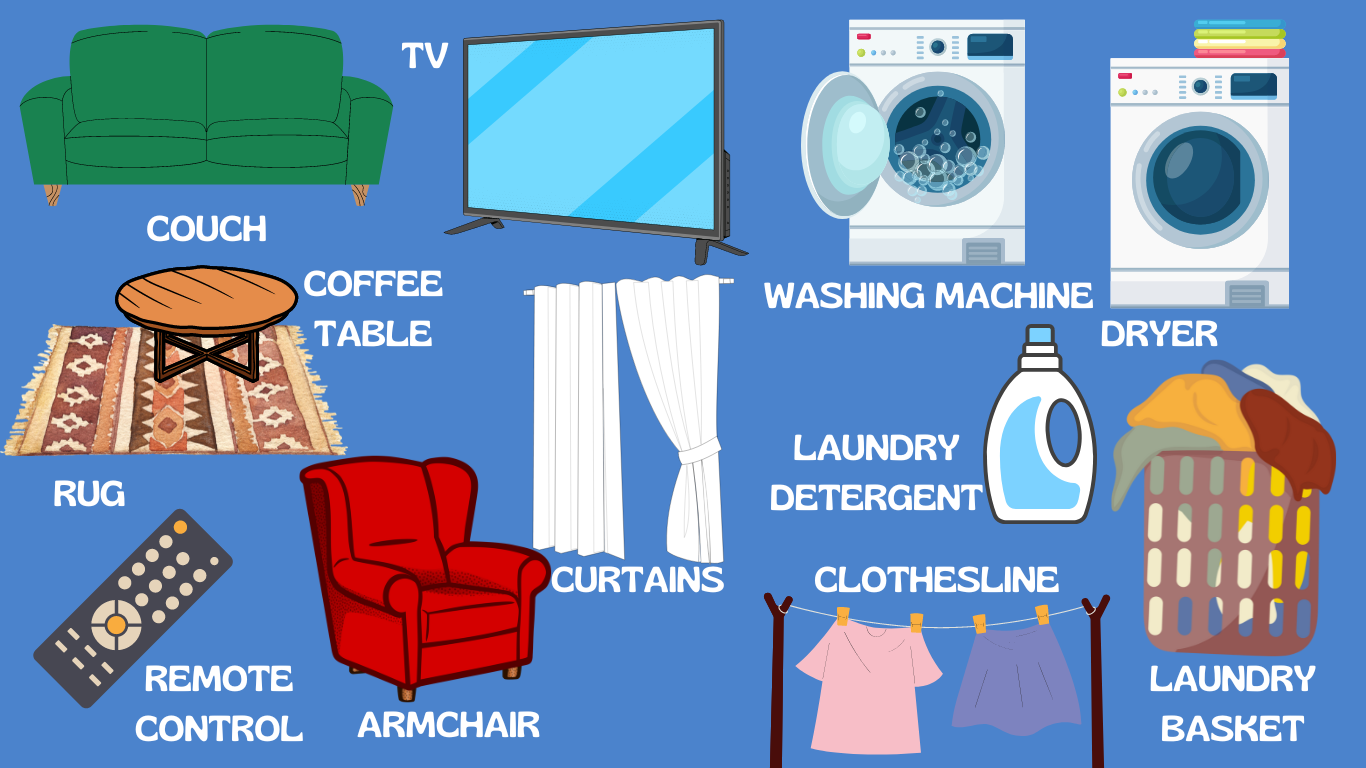 TV
COUCH
COFFEE
TABLE
RUG
REMOTE
CONTROL
ARMCHAIR
CURTAINS
WASHING MACHINE
DRYER
LAUNDRY
DETERGENT
CLOTHESLINE
LAUNDRY
BASKET